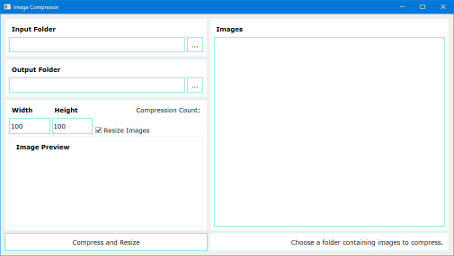 Image Compressor
Input Folder
...
Output Folder
...
Width Height Compression Count:
100 100 Resize Images
Image Preview
Compress and Resize
Images
Choose a folder containing images to compress.